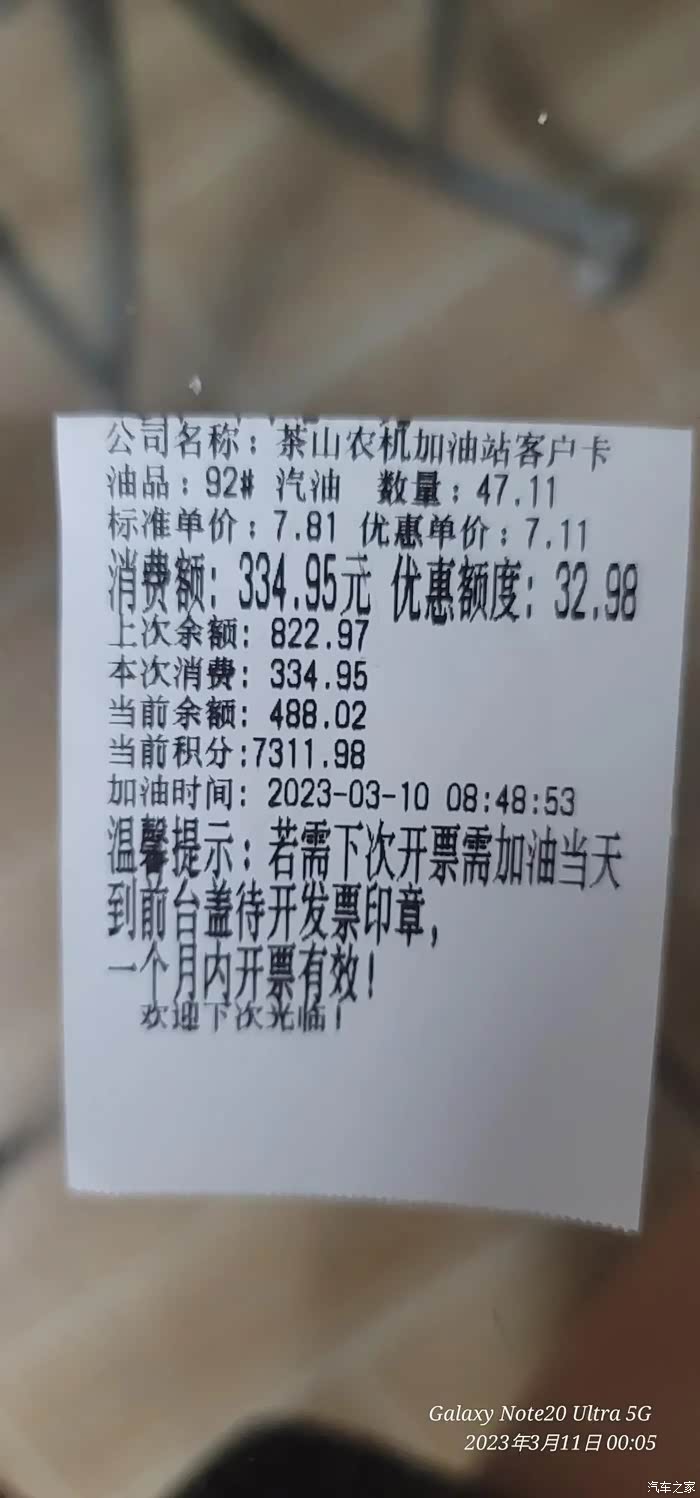 公司名称：茶山农机加油站客户卡
油品：92# 汽油 数量：47.11
标准单价：7.81 优惠单价：7.11
消费额：334.95元 优惠额度：32.98
上次余额：822.97
本次消费：334.95
当前余额：488.02
当前积分:7311.98
加油时间：2023-03-10 08:48:53
温馨提示：若需下次开票需加油当天
到前台盖待开发票印章，
一个月内开票有效！
欢迎下次光临！
Galaxy Note20 Ultra 5G
2023年3月11日 00:05
汽车之家